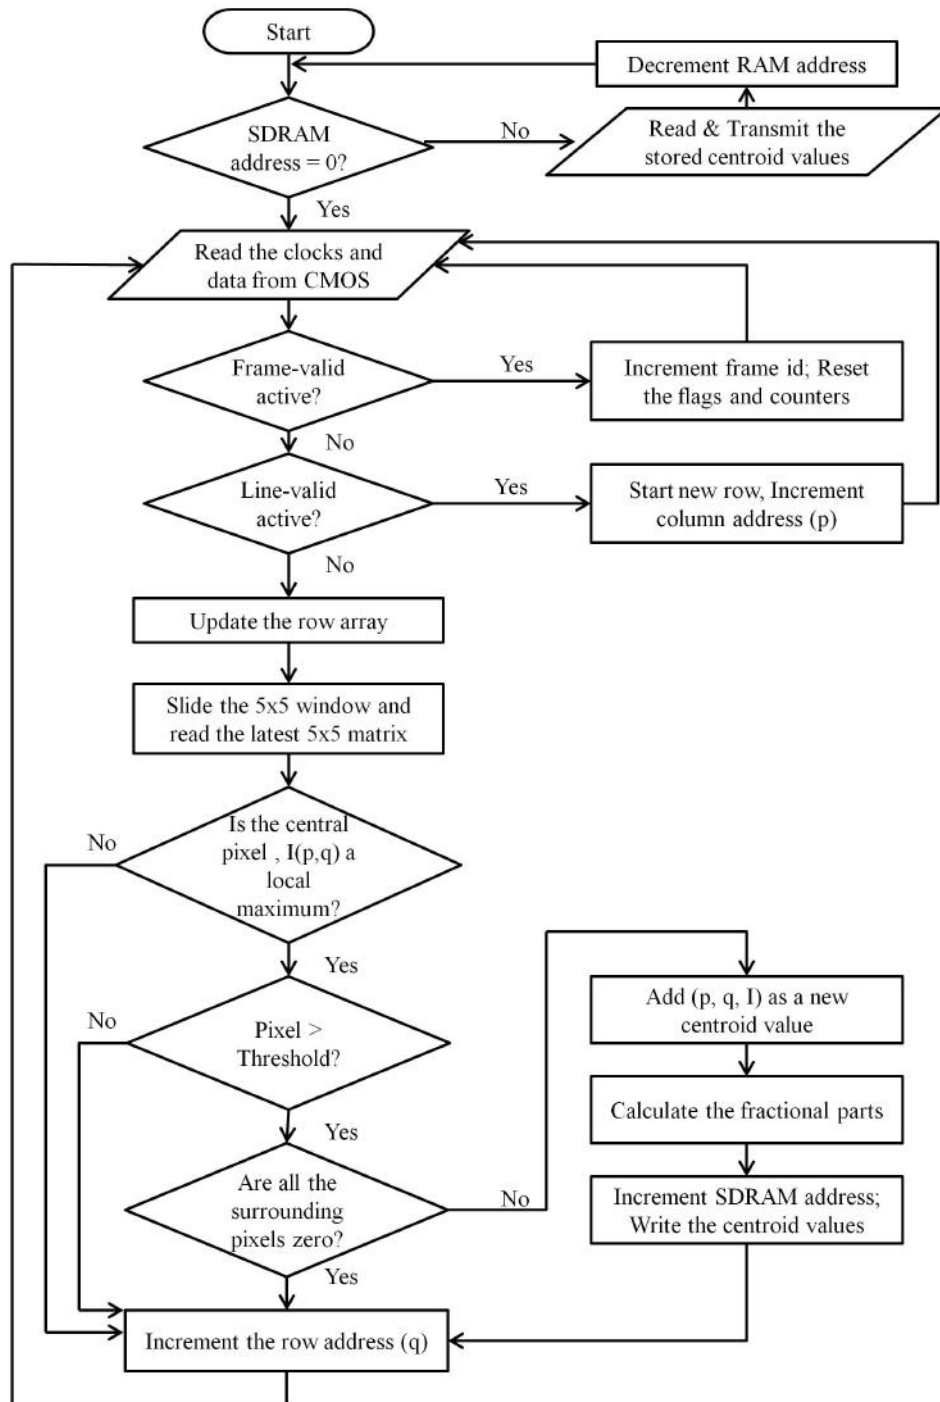 Start
Decrement RAM address
SDRAM
address = 0?
No
Read & Transmit the
stored centroid values
Yes
Read the clocks and
data from CMOS
Frame-valid
active?
Yes
Increment frame id; Reset
the flags and counters
No
Line-valid
active?
Yes
Start new row, Increment
column address (p)
No
Update the row array
Slide the 5x5 window and
read the latest 5x5 matrix
No
Is the central
pixel , I(p,q) a
local
maximum?
Yes
No
Pixel >
Threshold?
Add (p, q, I) as a new
centroid value
Calculate the fractional parts
Yes
Are all the
surrounding
pixels zero?
No
Increment SDRAM address;
Write the centroid values
Yes
Increment the row address (q)